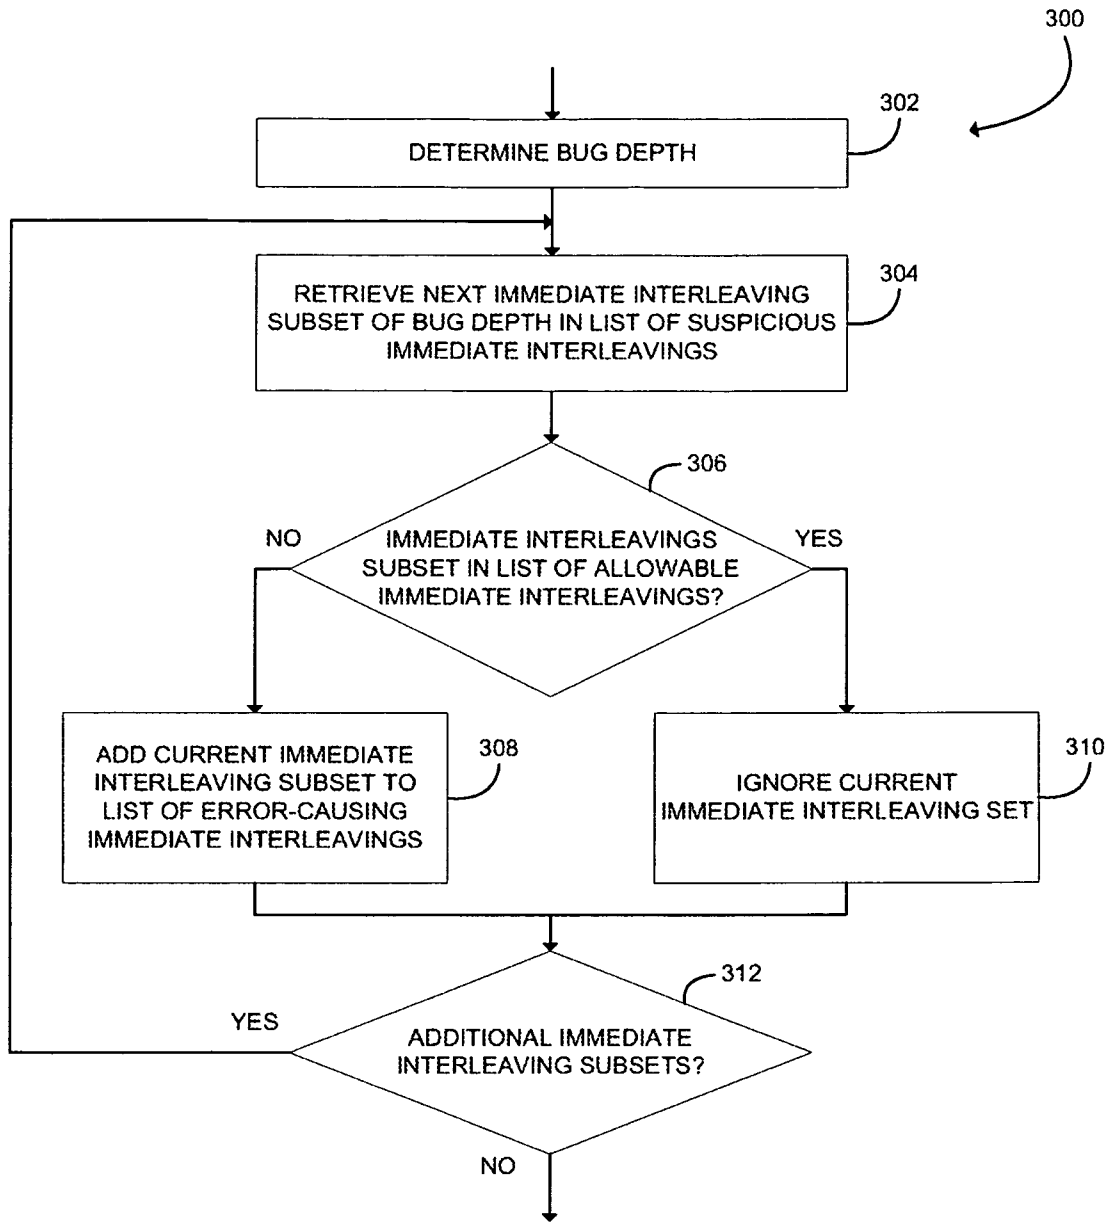 300
302
DETERMINE BUG DEPTH
304
RETRIEVE NEXT IMMEDIATE INTERLEAVING
SUBSET OF BUG DEPTH IN LIST OF SUSPICIOUS
IMMEDIATE INTERLEAVINGS
306
NO
YES
IMMEDIATE INTERLEAVINGS
SUBSET IN LIST OF ALLOWABLE
IMMEDIATE INTERLEAVINGS?
ADD CURRENT IMMEDIATE
INTERLEAVING SUBSET TO
LIST OF ERROR-CAUSING
IMMEDIATE INTERLEAVINGS
308
IGNORE CURRENT
IMMEDIATE INTERLEAVING SET
310
312
YES
ADDITIONAL IMMEDIATE
INTERLEAVING SUBSETS?
NO